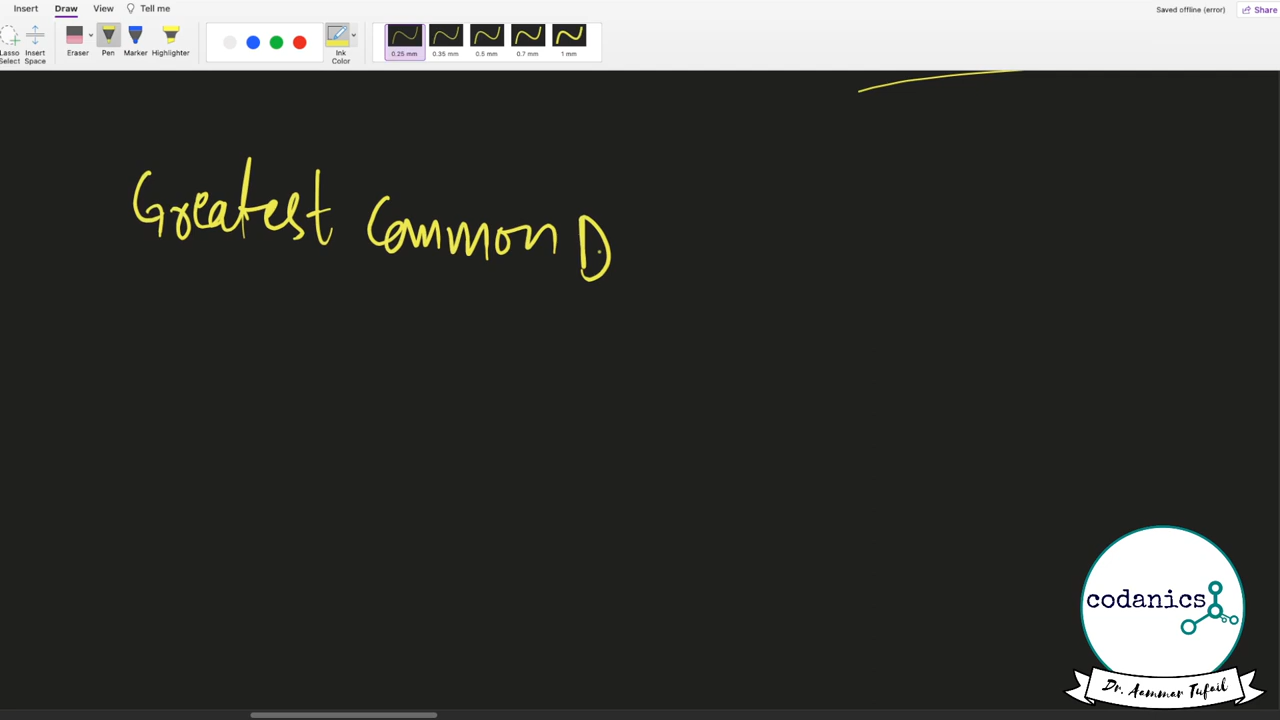 Insert Draw View Tell me
Saved offline (error)
Share
Lasso Select
Insert Space
Eraser
Pen
Marker
Highlighter
Ink Color
0.25 mm
0.35 mm
0.5 mm
0.7 mm
1 mm
Greatest Common D
codanics
Dr. Aammar Tufail